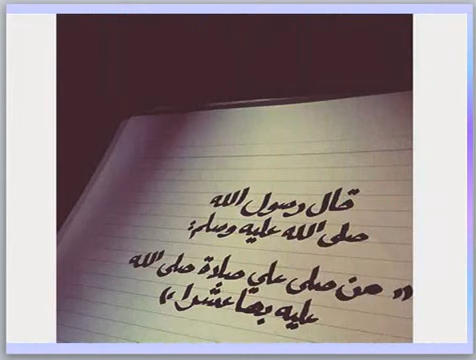 قال رسول الله
صلى الله عليه وسلم:
« من صلى علي صلاة صلى الله
عليه بها عشرا »